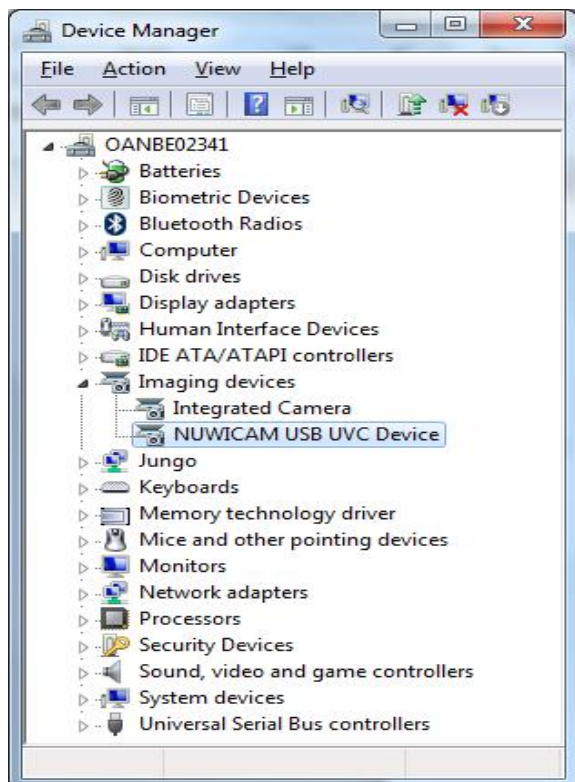 Device Manager
File Action View Help
OANBE02341
Batteries
Biometric Devices
Bluetooth Radios
Computer
Disk drives
Display adapters
Human Interface Devices
IDE ATA/ATAPI controllers
Imaging devices
Integrated Camera
NUWICAM USB UVC Device
Jungo
Keyboards
Memory technology driver
Mice and other pointing devices
Monitors
Network adapters
Processors
Security Devices
Sound, video and game controllers
System devices
Universal Serial Bus controllers